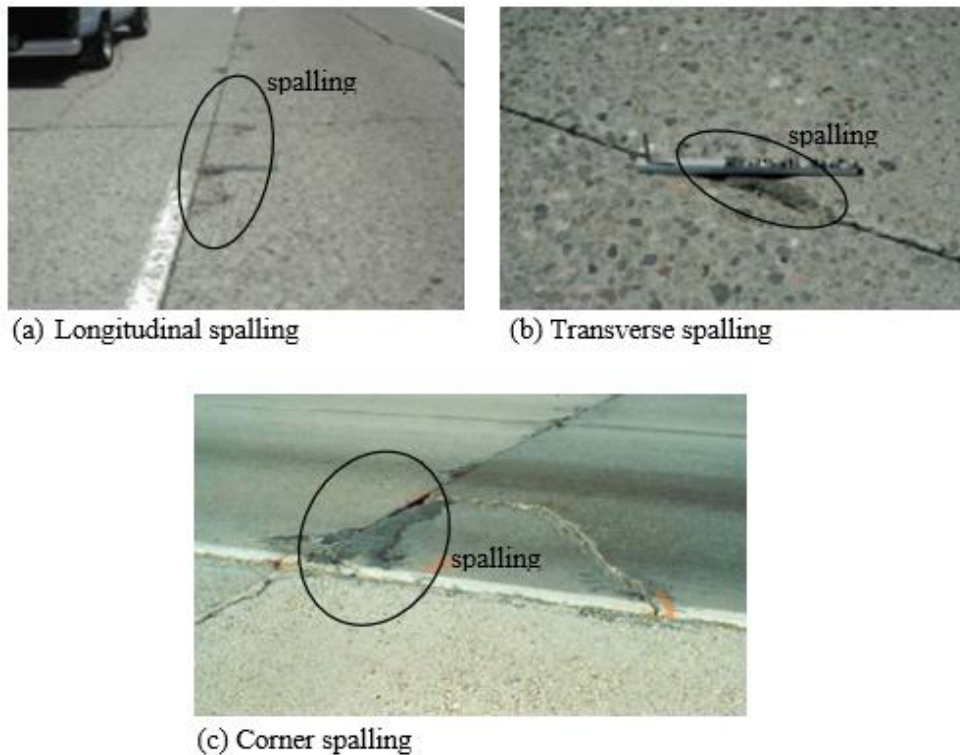 spalling
spalling
(a) Longitudinal spalling
(b) Transverse spalling
spalling
(c) Corner spalling